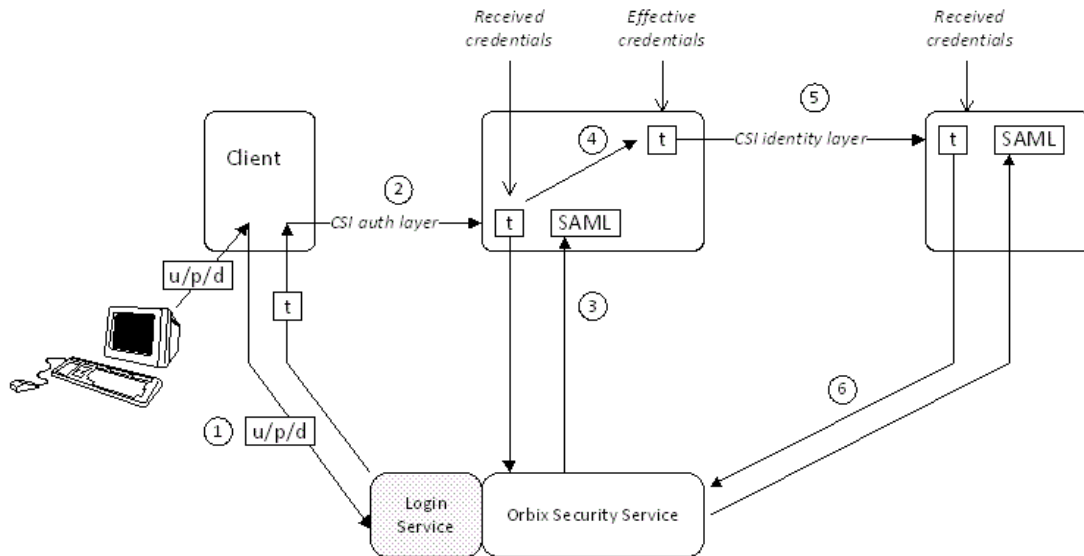 Received
credentials
Effective
credentials
Received
credentials
5
Client
4
t
CSI identity layer
t
SAML
2
CSI auth layer
t
SAML
u/p/d
t
3
6
1
u/p/d
Login
Service
Orbix Security Service